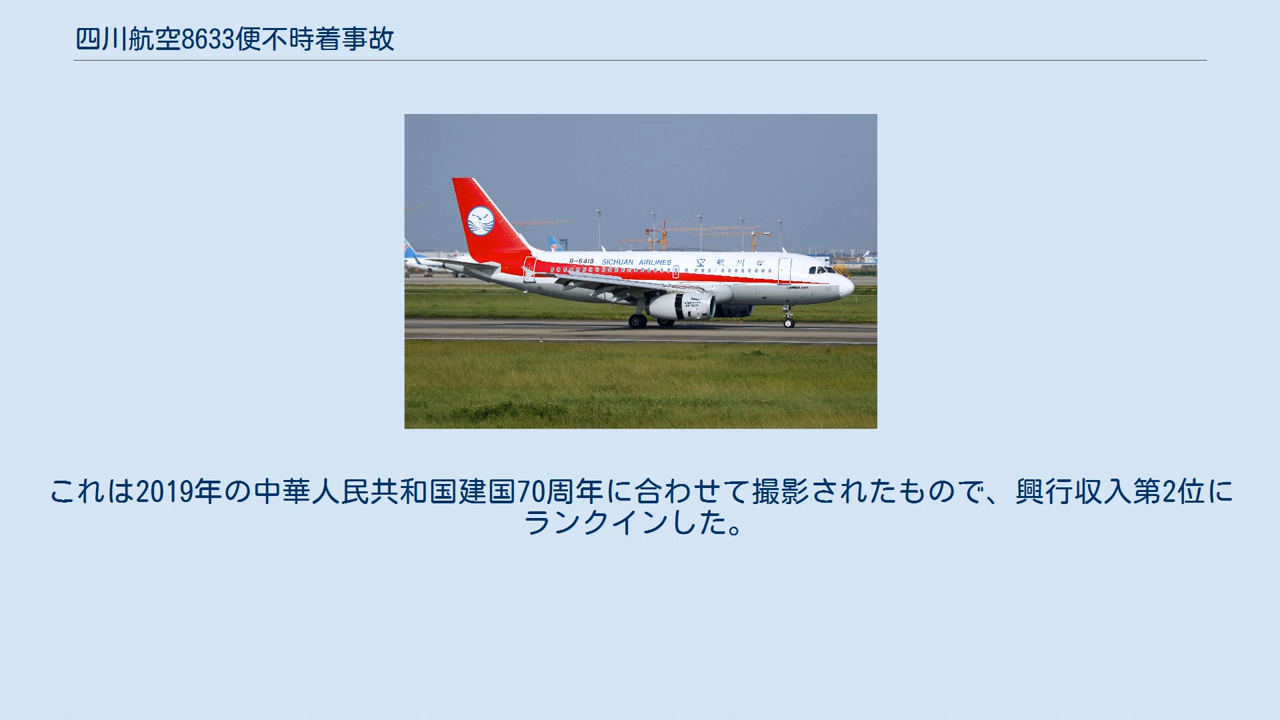 四川航空8633便不時着事故
B-6419 SICHUAN AIRLINES 空航川四
これは2019年の中華人民共和国建国70周年に合わせて撮影されたもので、興行収入第2位に
ランクインした。